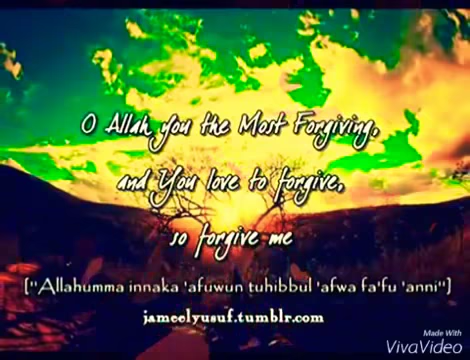 O Allah you the Most Forgiving,
and You love to forgive,
so forgive me
["Allahumma innaka 'afuwun tuhibbul 'afwa fa'fu 'anni"]
jameelyusuf.tumblr.com
Made With
VivaVideo